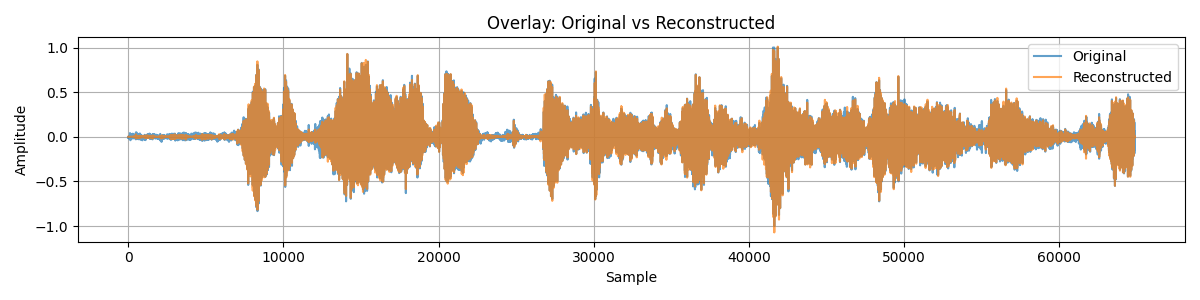 Overlay: Original vs Reconstructed
Original
Reconstructed
1.0
0.5
0.0
−0.5
−1.0
Amplitude
0 10000 20000 30000 40000 50000 60000
Sample